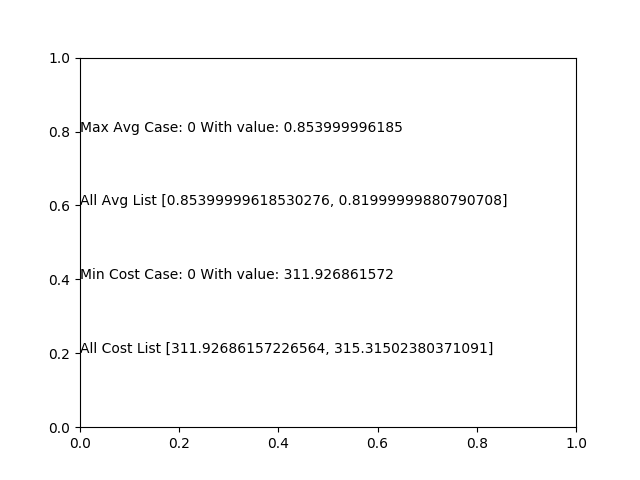 1.0
Max Avg Case: 0 With value: 0.853999996185
0.8
All Avg List [0.85399999618530276, 0.81999999880790708]
0.6
Min Cost Case: 0 With value: 311.926861572
0.4
All Cost List [311.92686157226564, 315.31502380371091]
0.2
0.0
0.0 0.2 0.4 0.6 0.8 1.0